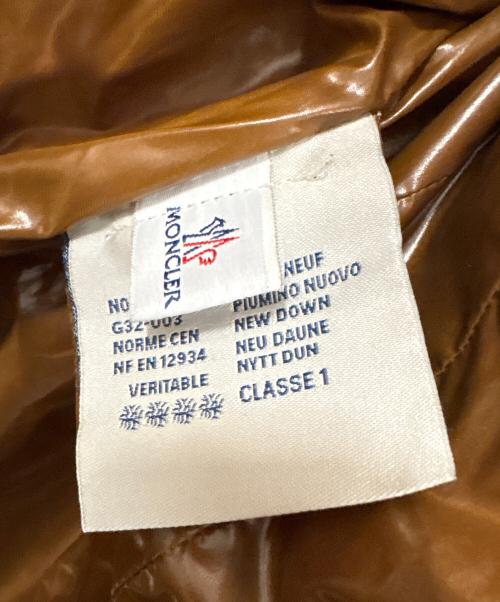 MONCLER
NO
G32-003
NORME CEN
NF EN 12934
VERITABLE
NEUF
PIUMINO NUOVO
NEW DOWN
NEU DAUNE
NYTT DUN
CLASSE 1